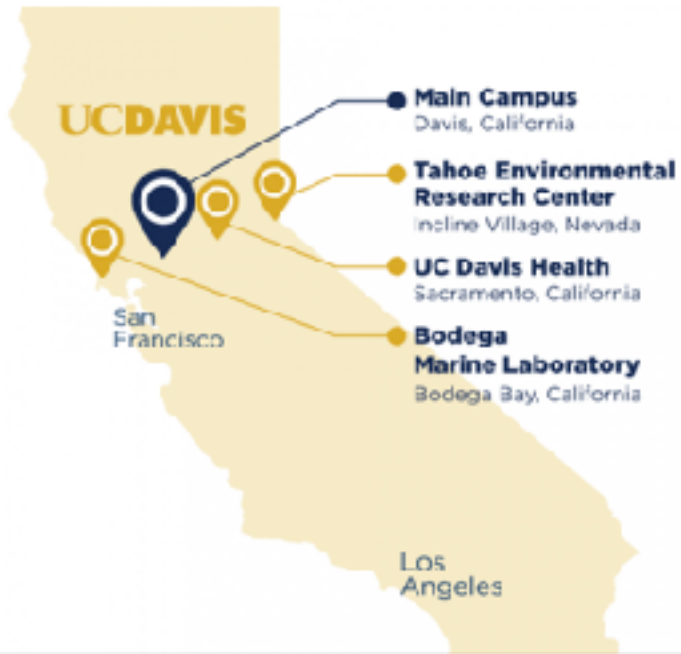 UCDAVIS
Main Campus
Davis, California
Tahoe Environmental
Research Center
Incline Village, Nevada
UC Davis Health
Sacramento, California
Bodega
Marine Laboratory
Bodega Bay, California
San
Francisco
Los
Angeles